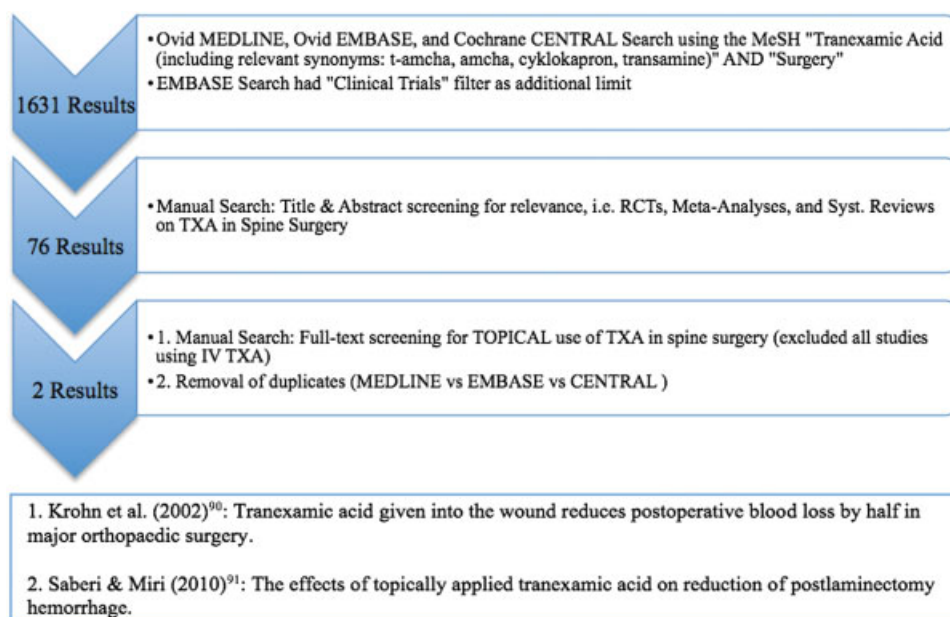 1631 Results
• Ovid MEDLINE, Ovid EMBASE, and Cochrane CENTRAL Search using the MeSH "Tranexamic Acid
(including relevant synonyms: t-amcha, amcha, cyklokapron, transamine)" AND "Surgery"
• EMBASE Search had "Clinical Trials" filter as additional limit
76 Results
• Manual Search: Title & Abstract screening for relevance, i.e. RCTs, Meta-Analyses, and Syst. Reviews
on TXA in Spine Surgery
2 Results
• 1. Manual Search: Full-text screening for TOPICAL use of TXA in spine surgery (excluded all studies
using IV TXA)
• 2. Removal of duplicates (MEDLINE vs EMBASE vs CENTRAL )
1. Krohn et al. (2002)⁹⁰: Tranexamic acid given into the wound reduces postoperative blood loss by half in
major orthopaedic surgery.
2. Saberi & Miri (2010)⁹¹: The effects of topically applied tranexamic acid on reduction of postlaminectomy
hemorrhage.